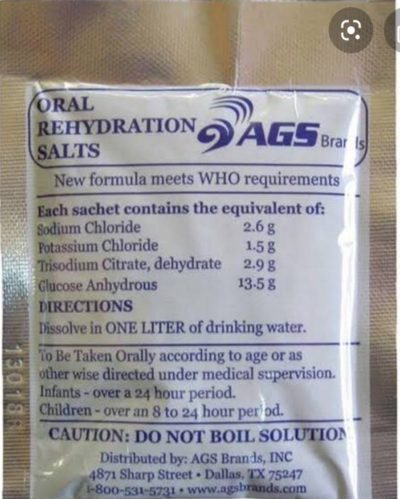 ORAL
REHYDRATION
SALTS
AGS Brands
New formula meets WHO requirements
Each sachet contains the equivalent of:
Sodium Chloride 2.6 g
Potassium Chloride 1.5 g
Trisodium Citrate, dehydrate 2.9 g
Glucose Anhydrous 13.5 g
DIRECTIONS
Dissolve in ONE LITER of drinking water.
To Be Taken Orally according to age or as
other wise directed under medical supervision.
Infants - over a 24 hour period.
Children - over an 8 to 24 hour period.
CAUTION: DO NOT BOIL SOLUTION
Distributed by: AGS Brands, INC
4871 Sharp Street • Dallas, TX 75247
1-800-531-5731 • www.agsbrands.com